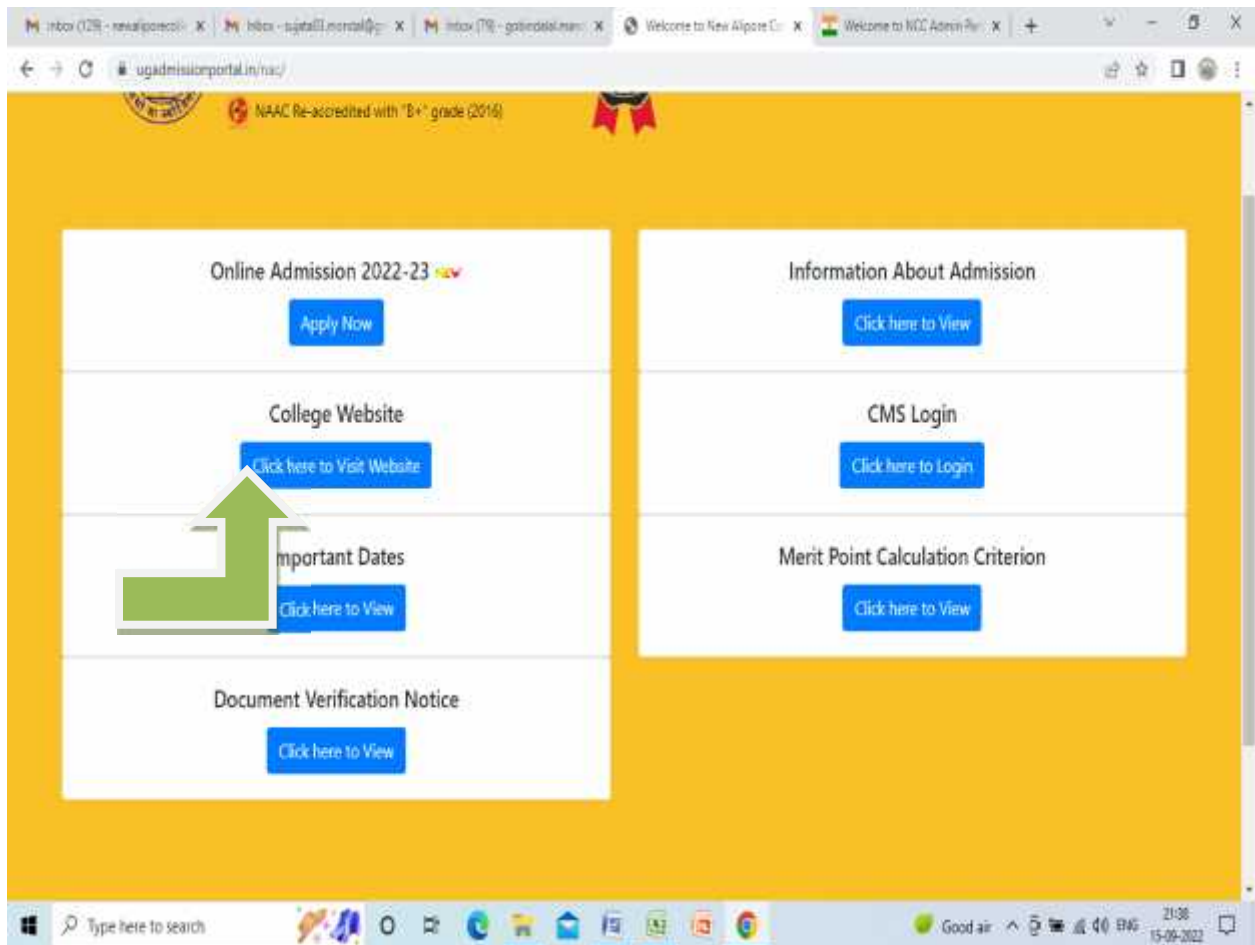 Welcome to New Alipore C
Welcome to NCC Admin
ugadmissionportal.in/nac/
NAAC Re-accredited with "B+" grade (2016)
Online Admission 2022-23
Apply Now
Information About Admission
Click here to View
College Website
Click here to Visit Website
CMS Login
Click here to Login
mportant Dates
Click here to View
Merit Point Calculation Criterion
Click here to View
Document Verification Notice
Click here to View
Type here to search
Good air
ENG
21:38
15-09-2022